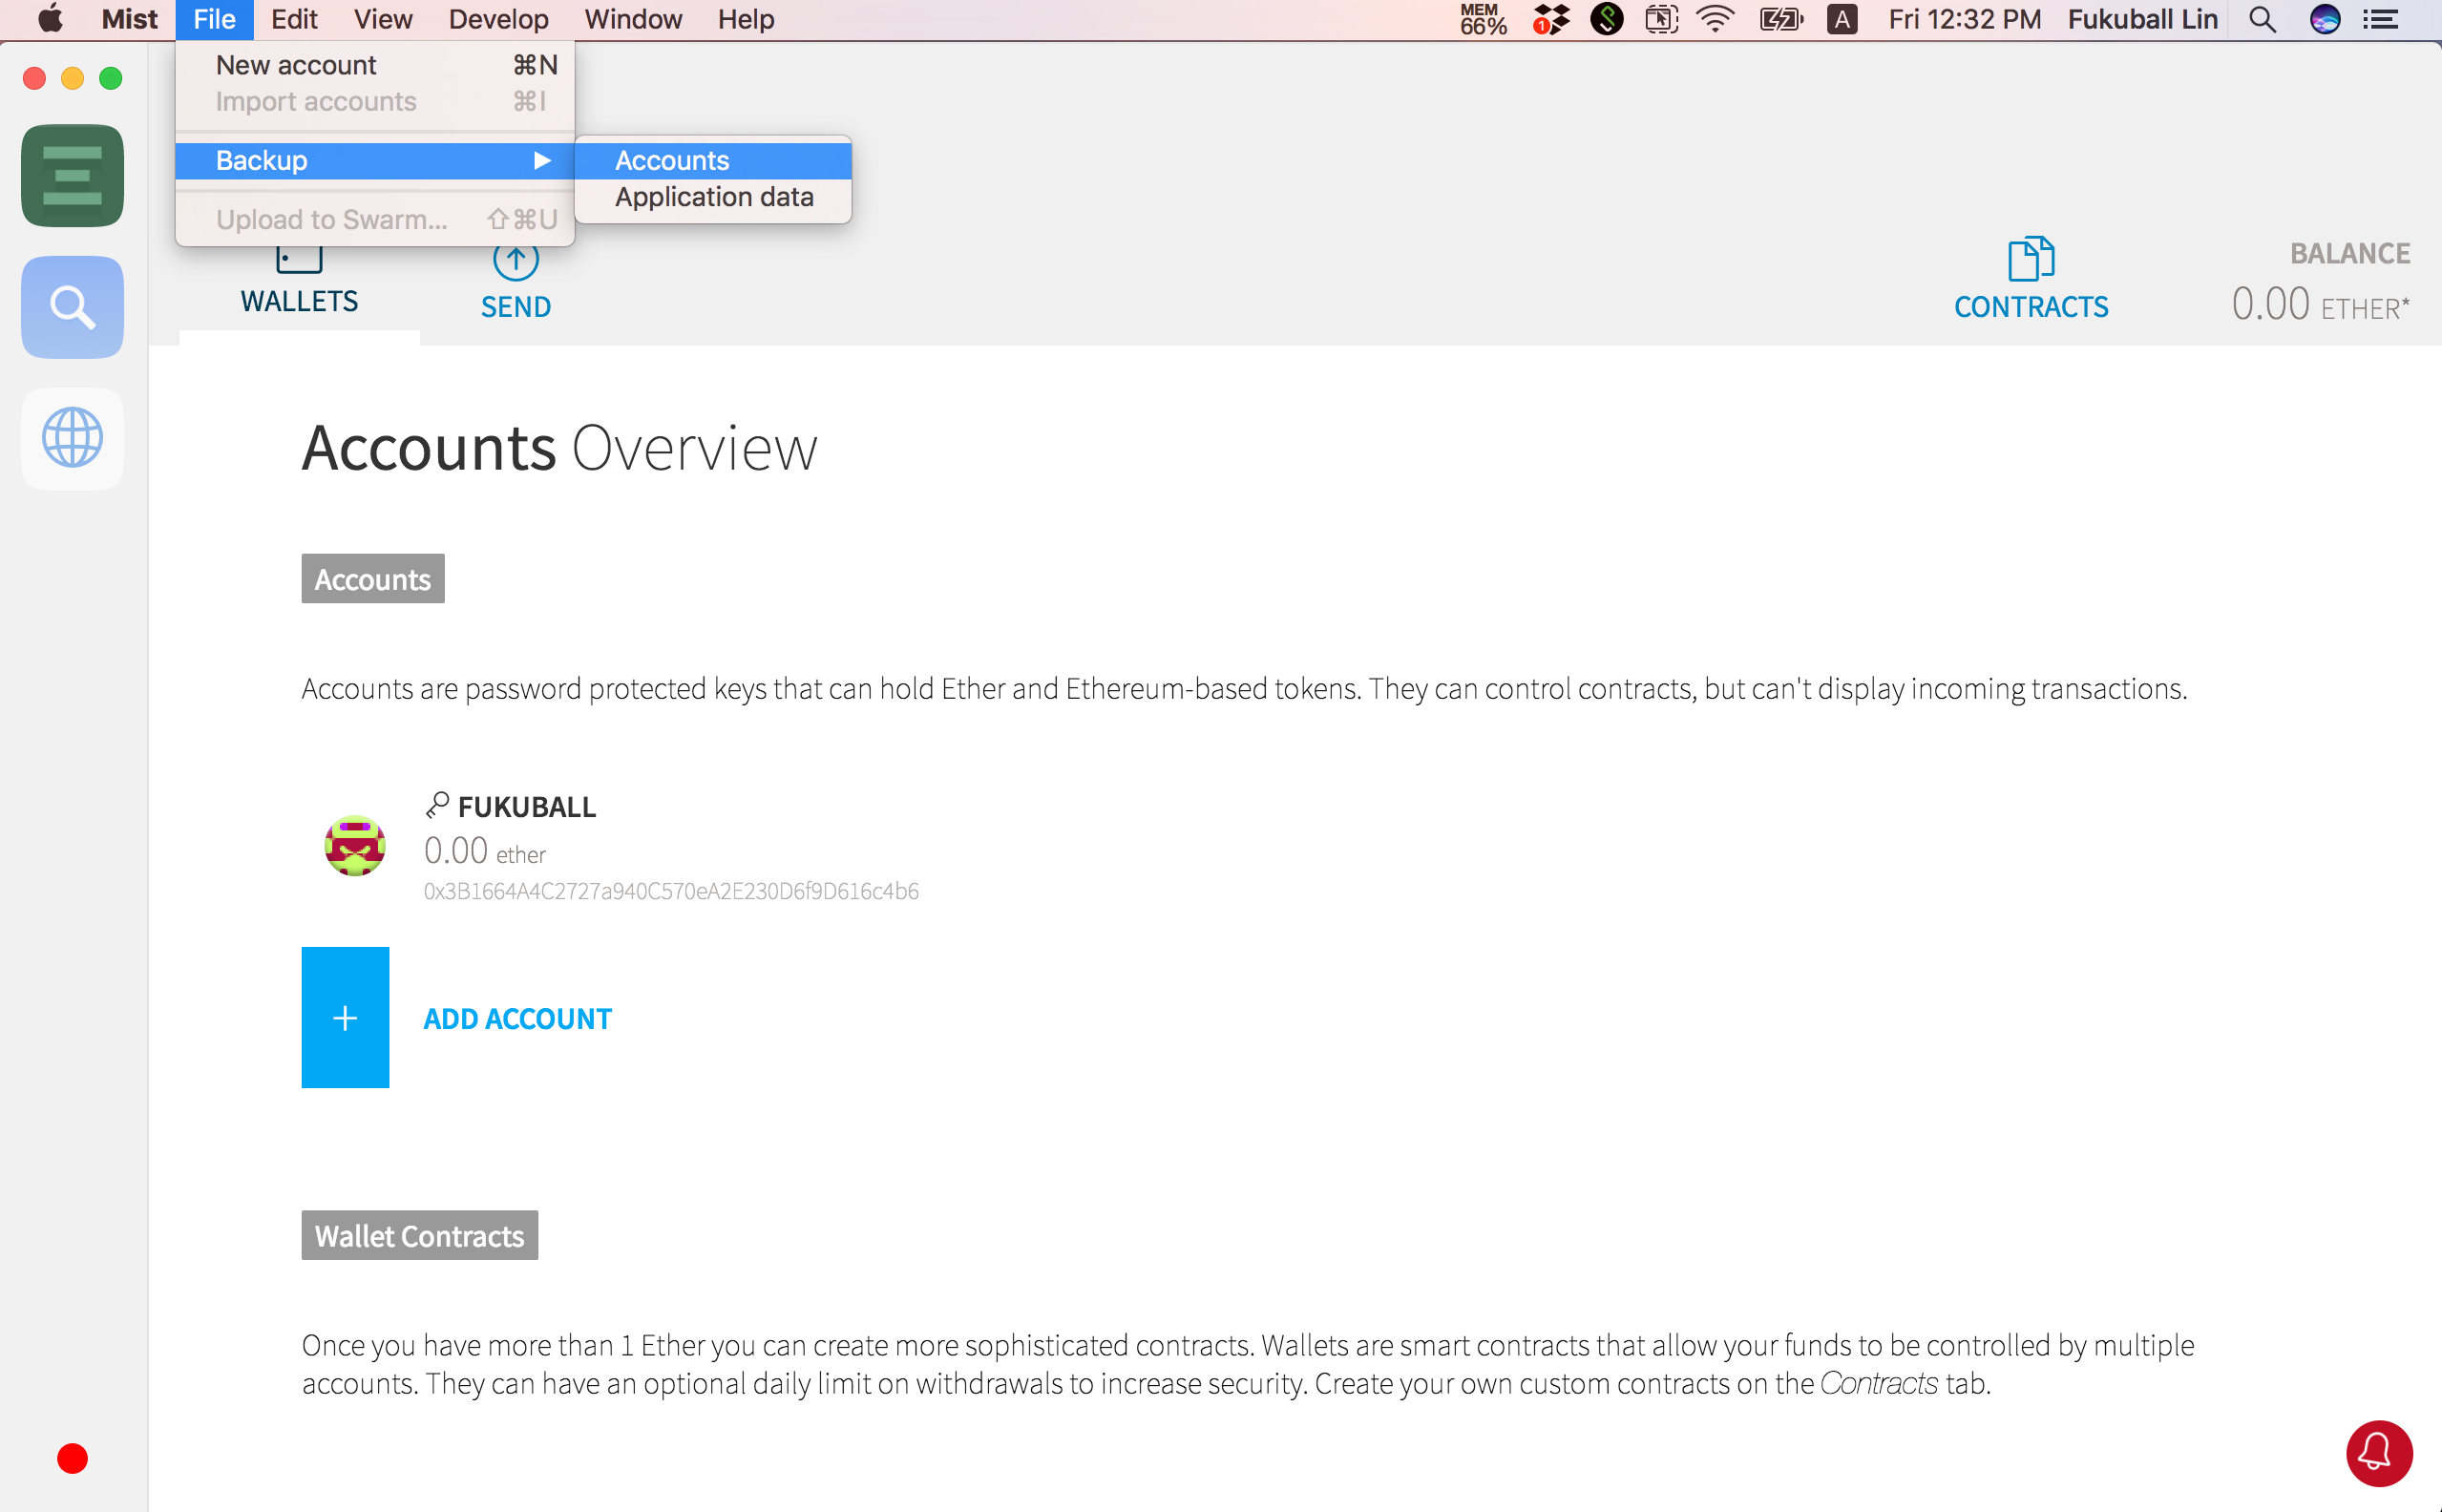 Mist File Edit View Develop Window Help MEM 66% 1 A Fri 12:32 PM Fukuball Lin
New account ⌘N
Import accounts ⌘I
Backup ▶ Accounts
Application data
Upload to Swarm... ⇧⌘U
WALLETS SEND CONTRACTS BALANCE
0.00 ETHER*
Accounts Overview
Accounts
Accounts are password protected keys that can hold Ether and Ethereum-based tokens. They can control contracts, but can't display incoming transactions.
FUKUBALL
0.00 ether
0x3B1664A4C2727a940C570eA2E230D6f9D616c4b6
+ ADD ACCOUNT
Wallet Contracts
Once you have more than 1 Ether you can create more sophisticated contracts. Wallets are smart contracts that allow your funds to be controlled by multiple
accounts. They can have an optional daily limit on withdrawals to increase security. Create your own custom contracts on the Contracts tab.